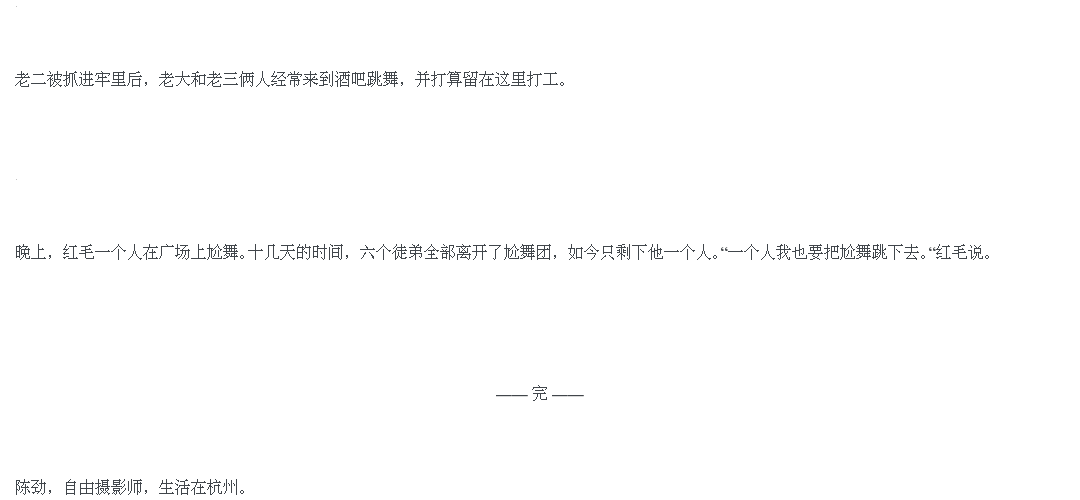 老二被抓进牢里后，老大和老三俩人经常来到酒吧跳舞，并打算留在这里打工。
晚上，红毛一个人在广场上尬舞。十几天的时间，六个徒弟全部离开了尬舞团，如今只剩下他一个人。“一个人我也要把尬舞跳下去。“红毛说。
—— 完 ——
陈劲，自由摄影师，生活在杭州。